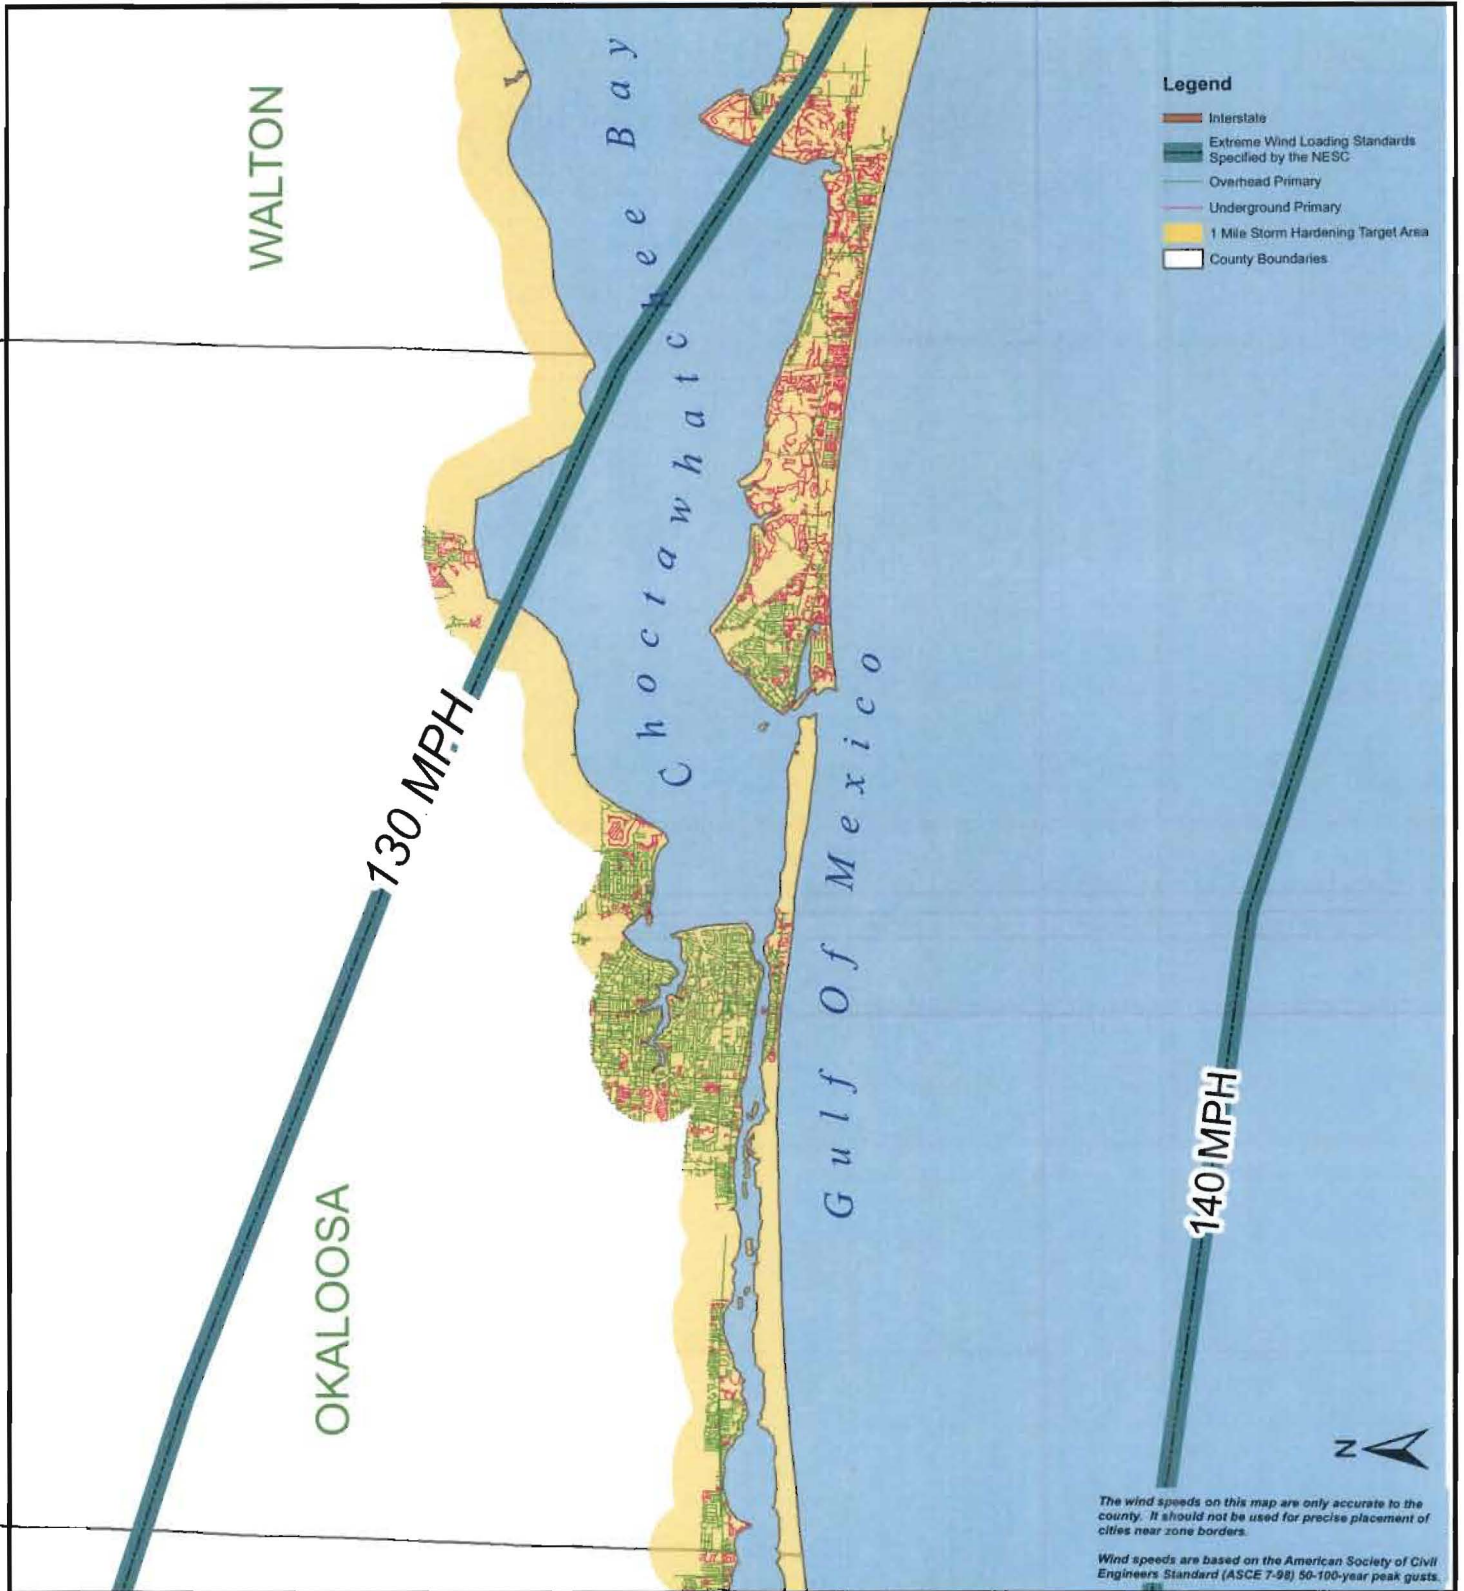 WALTON
Choctawhatchee Bay
Legend
Interstate
Extreme Wind Loading Standards
Specified by the NESC
Overhead Primary
Underground Primary
1 Mile Storm Hardening Target Area
County Boundaries
130 MPH
Gulf Of Mexico
OKALOOSA
140 MPH
N
The wind speeds on this map are only accurate to the
county. It should not be used for precise placement of
cities near zone borders.
Wind speeds are based on the American Society of Civil
Engineers Standard (ASCE 7-98) 50-100-year peak gusts.